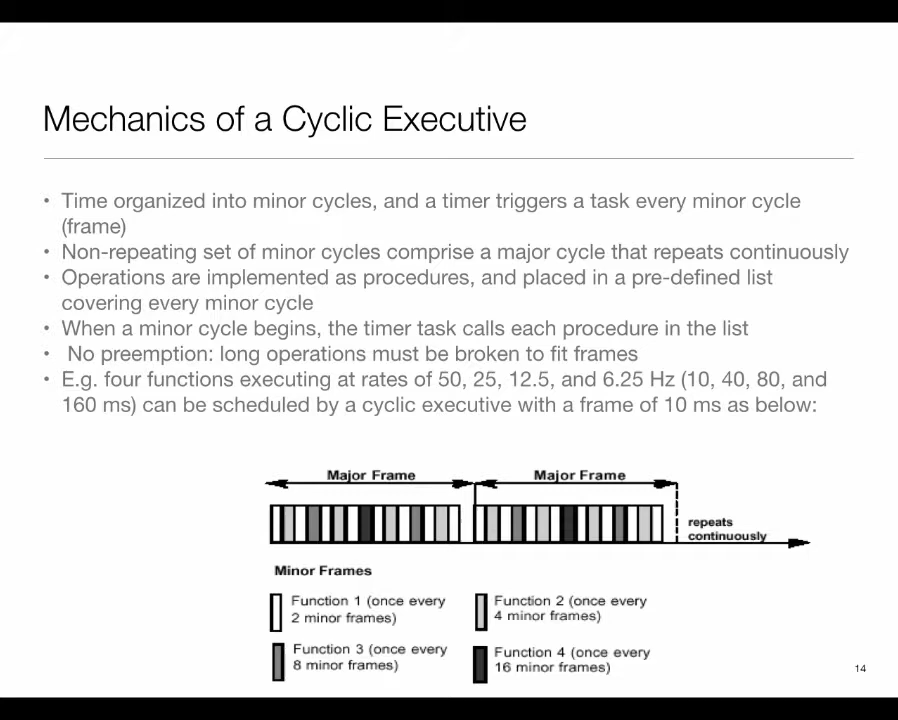 Mechanics of a Cyclic Executive
• Time organized into minor cycles, and a timer triggers a task every minor cycle
(frame)
• Non-repeating set of minor cycles comprise a major cycle that repeats continuously
• Operations are implemented as procedures, and placed in a pre-defined list
covering every minor cycle
• When a minor cycle begins, the timer task calls each procedure in the list
• No preemption: long operations must be broken to fit frames
• E.g. four functions executing at rates of 50, 25, 12.5, and 6.25 Hz (10, 40, 80, and
160 ms) can be scheduled by a cyclic executive with a frame of 10 ms as below:
Major Frame
Major Frame
repeats
continuously
Minor Frames
Function 1 (once every
2 minor frames)
Function 2 (once every
4 minor frames)
Function 3 (once every
8 minor frames)
Function 4 (once every
16 minor frames)
14